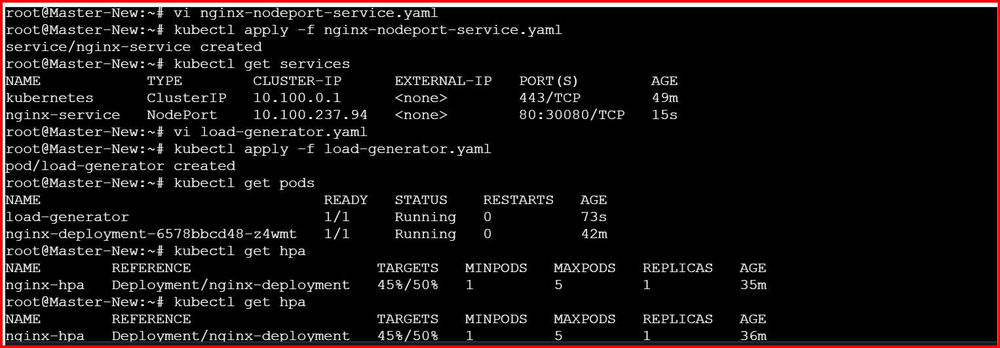 root@Master-New:~# vi nginx-nodeport-service.yaml
root@Master-New:~# kubectl apply -f nginx-nodeport-service.yaml
service/nginx-service created
root@Master-New:~# kubectl get services
NAME            TYPE        CLUSTER-IP      EXTERNAL-IP   PORT(S)        AGE
kubernetes      ClusterIP   10.100.0.1      <none>        443/TCP        49m
nginx-service   NodePort    10.100.237.94   <none>        80:30080/TCP   15s
root@Master-New:~# vi load-generator.yaml
root@Master-New:~# kubectl apply -f load-generator.yaml
pod/load-generator created
root@Master-New:~# kubectl get pods
NAME                                READY   STATUS    RESTARTS   AGE
load-generator                      1/1     Running   0          73s
nginx-deployment-6578bbcd48-z4wmt   1/1     Running   0          42m
root@Master-New:~# kubectl get hpa
NAME        REFERENCE                     TARGETS   MINPODS   MAXPODS   REPLICAS   AGE
nginx-hpa   Deployment/nginx-deployment   45%/50%   1         5         1          35m
root@Master-New:~# kubectl get hpa
NAME        REFERENCE                     TARGETS   MINPODS   MAXPODS   REPLICAS   AGE
nginx-hpa   Deployment/nginx-deployment   45%/50%   1         5         1          36m